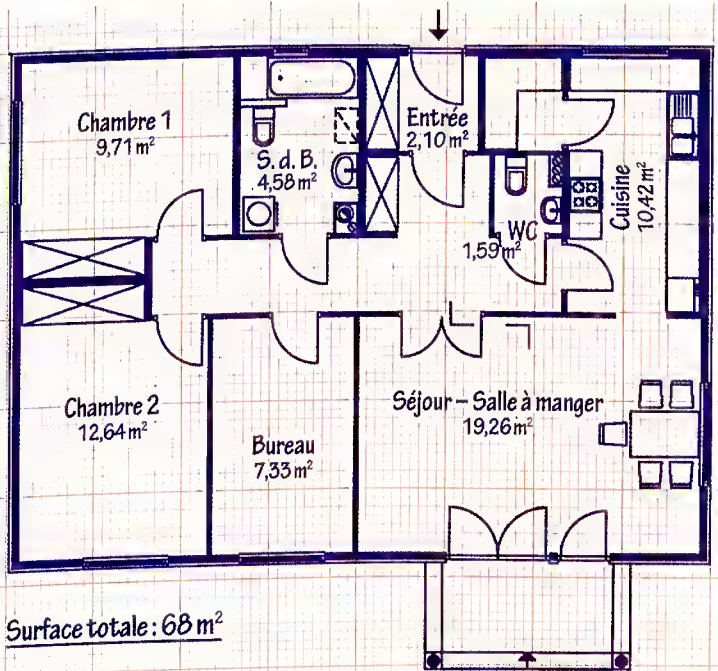 Chambre 1
9,71 m²
S. d. B.
4,58 m²
Entrée
2,10 m²
Cuisine
10,42 m²
WC
1,59 m²
Chambre 2
12,64 m²
Bureau
7,33 m²
Séjour – Salle à manger
19,26 m²
Surface totale : 68 m²